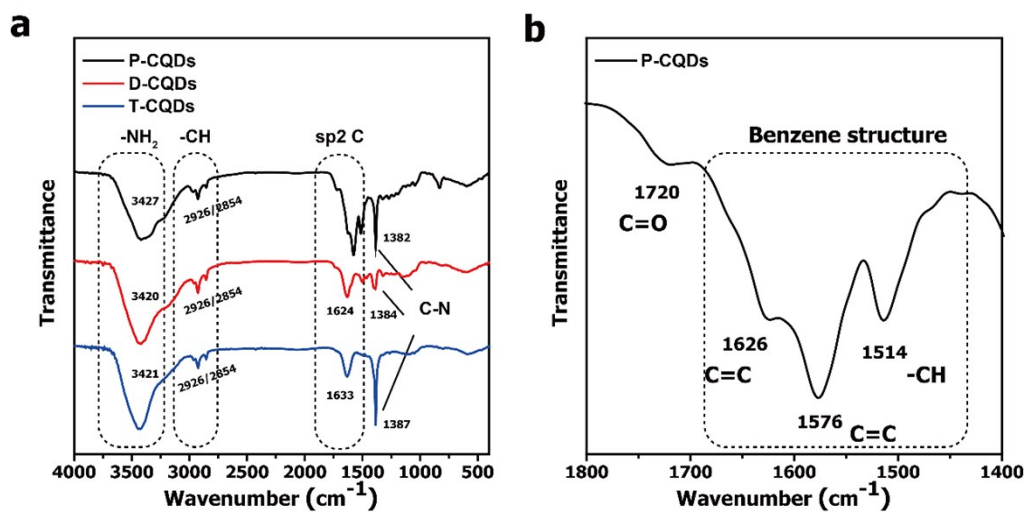 a
P-CQDs
D-CQDs
T-CQDs
-NH₂
-CH
sp2 C
3427
2926/2854
1382
3420
2926/2854
1624
1384
C-N
3421
2926/2854
1633
1387
Transmittance
4000 3500 3000 2500 2000 1500 1000 500
Wavenumber (cm⁻¹)
b
P-CQDs
Benzene structure
1720
C=O
1626
C=C
1514
-CH
1576
C=C
Transmittance
1800 1700 1600 1500 1400
Wavenumber (cm⁻¹)